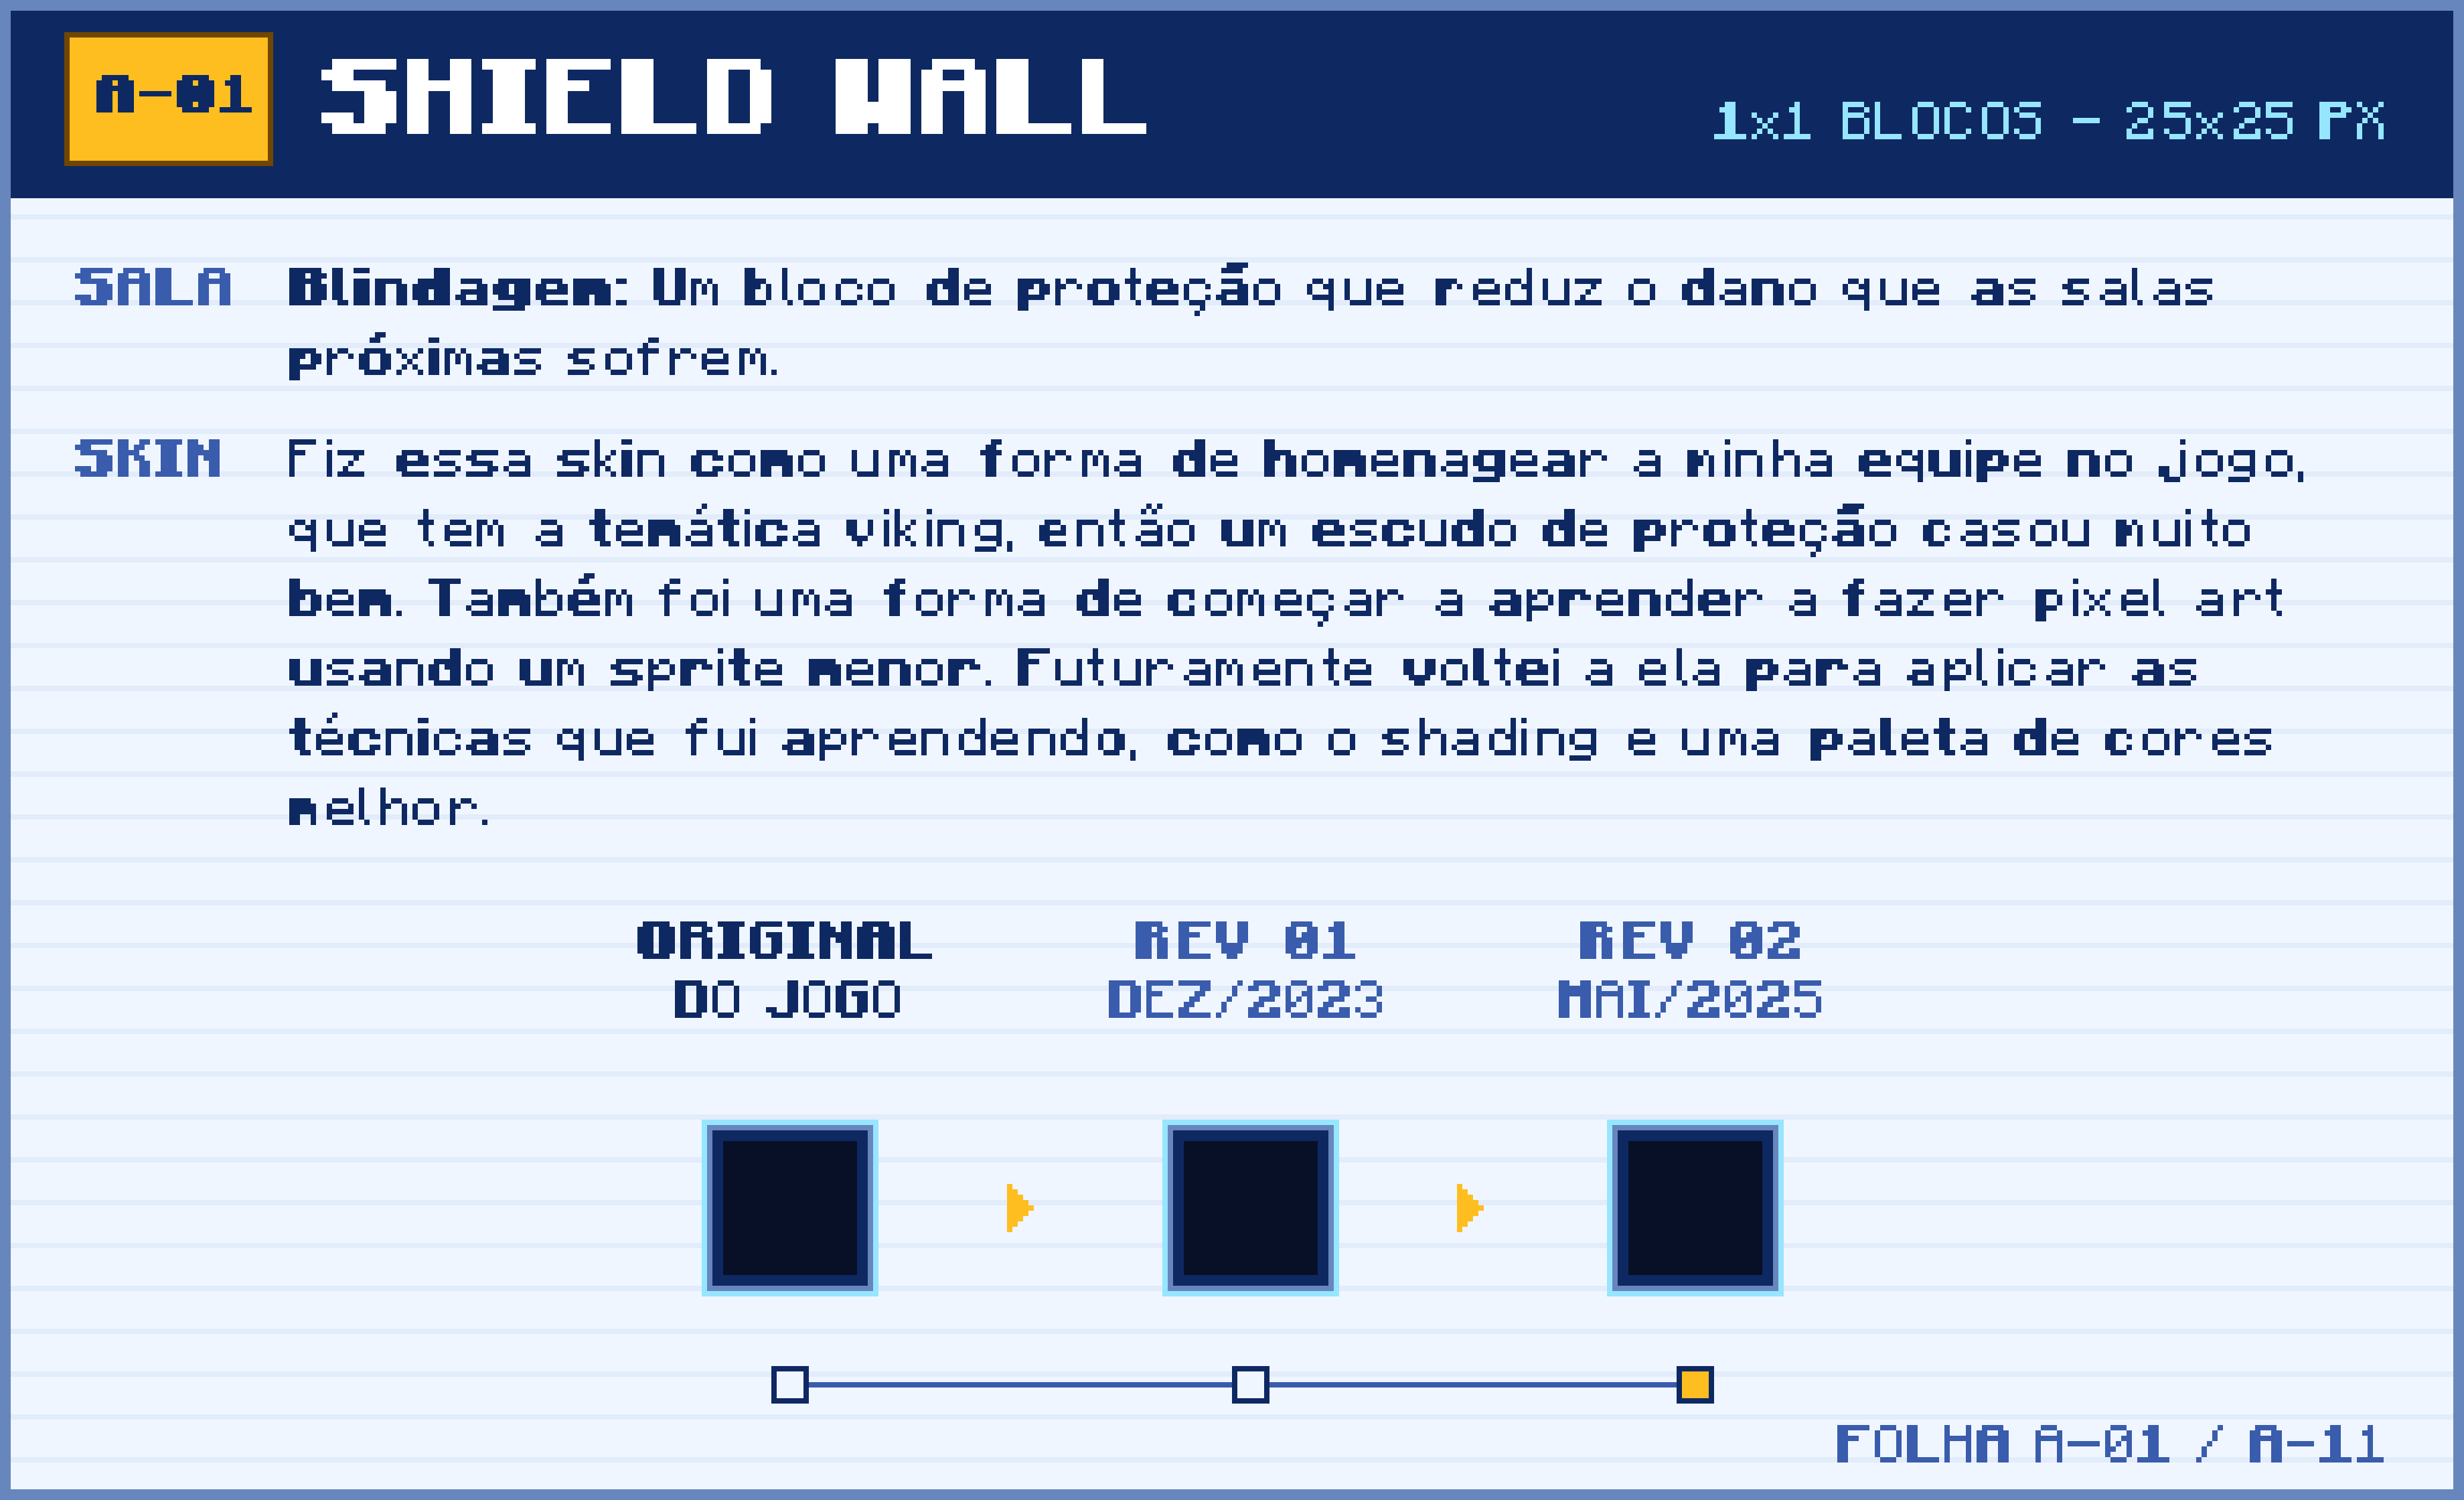 A-01
SHIELD WALL
1x1 BLOCOS - 25x25 PX
SALA
Blindagem: Um bloco de proteção que reduz o dano que as salas
próximas sofrem.
SKIN
Fiz essa skin como uma forma de homenagear a minha equipe no jogo,
que tem a temática viking, então um escudo de proteção casou muito
bem. Também foi uma forma de começar a aprender a fazer pixel art
usando um sprite menor. Futuramente voltei a ela para aplicar as
técnicas que fui aprendendo, como o shading e uma paleta de cores
melhor.
ORIGINAL
DO JOGO
REV 01
DEZ/2023
REV 02
MAI/2025
FOLHA A-01 / A-11